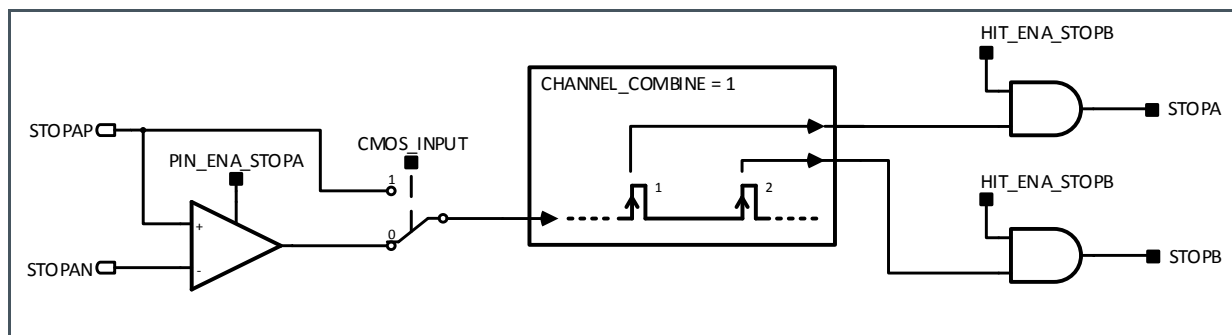 HIT_ENA_STOPB
CHANNEL_COMBINE = 1
STOPA
STOPAP
CMOS_INPUT
PIN_ENA_STOPA
1
1
2
HIT_ENA_STOPB
+
0
STOPAN
-
STOPB